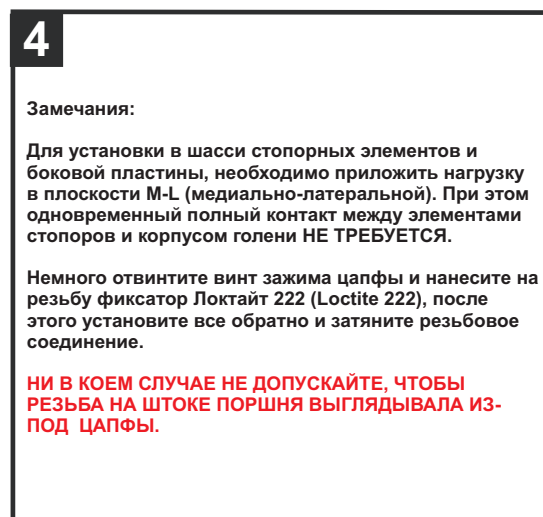 4
Замечания:
Для установки в шасси стопорных элементов и
боковой пластины, необходимо приложить нагрузку
в плоскости M-L (медиально-латеральной). При этом
одновременный полный контакт между элементами
стопоров и корпусом голени НЕ ТРЕБУЕТСЯ.
Немного отвинтите винт зажима цапфы и нанесите на
резьбу фиксатор Локтайт 222 (Loctite 222), после
этого установите все обратно и затяните резьбовое
соединение.
НИ В КОЕМ СЛУЧАЕ НЕ ДОПУСКАЙТЕ, ЧТОБЫ
РЕЗЬБА НА ШТОКЕ ПОРШНЯ ВЫГЛЯДЫВАЛА ИЗ-
ПОД ЦАПФЫ.